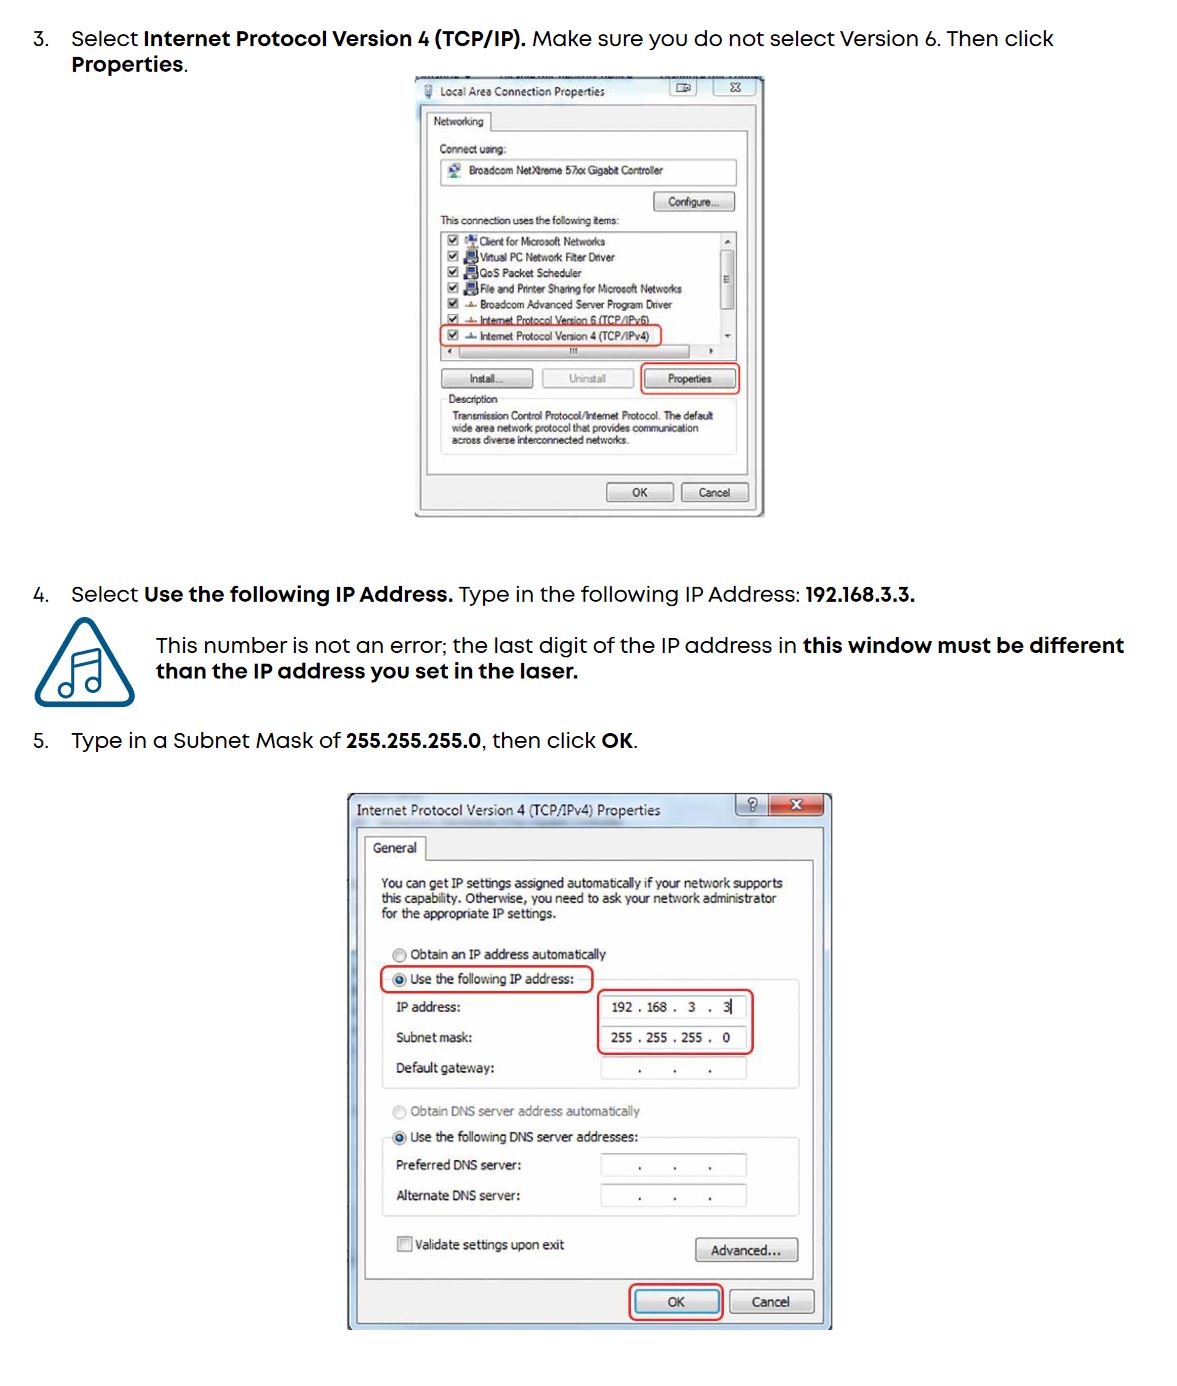 3. Select Internet Protocol Version 4 (TCP/IP). Make sure you do not select Version 6. Then click
Properties.
Local Area Connection Properties
Networking
Connect using:
Broadcom NetXtreme 57xx Gigabit Controller
Configure...
This connection uses the following items:
Client for Microsoft Networks
Virtual PC Network Filter Driver
QoS Packet Scheduler
File and Printer Sharing for Microsoft Networks
Broadcom Advanced Server Program Driver
Internet Protocol Version 6 (TCP/IPv6)
Internet Protocol Version 4 (TCP/IPv4)
Install...
Uninstall
Properties
Description
Transmission Control Protocol/Internet Protocol. The default
wide area network protocol that provides communication
across diverse interconnected networks.
OK
Cancel
4. Select Use the following IP Address. Type in the following IP Address: 192.168.3.3.
This number is not an error; the last digit of the IP address in this window must be different
than the IP address you set in the laser.
5. Type in a Subnet Mask of 255.255.255.0, then click OK.
Internet Protocol Version 4 (TCP/IPv4) Properties
General
You can get IP settings assigned automatically if your network supports
this capability. Otherwise, you need to ask your network administrator
for the appropriate IP settings.
Obtain an IP address automatically
Use the following IP address:
IP address: 192 . 168 . 3 . 3
Subnet mask: 255 . 255 . 255 . 0
Default gateway: . . .
Obtain DNS server address automatically
Use the following DNS server addresses:
Preferred DNS server: . . .
Alternate DNS server: . . .
Validate settings upon exit
Advanced...
OK
Cancel